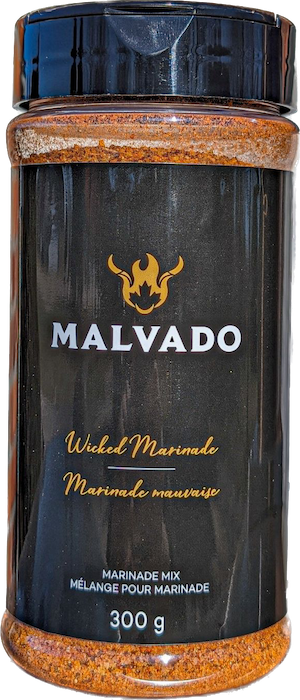 MALVADO
Wicked Marinade
Marinade mauvaise
MARINADE MIX
MÉLANGE POUR MARINADE
300 g